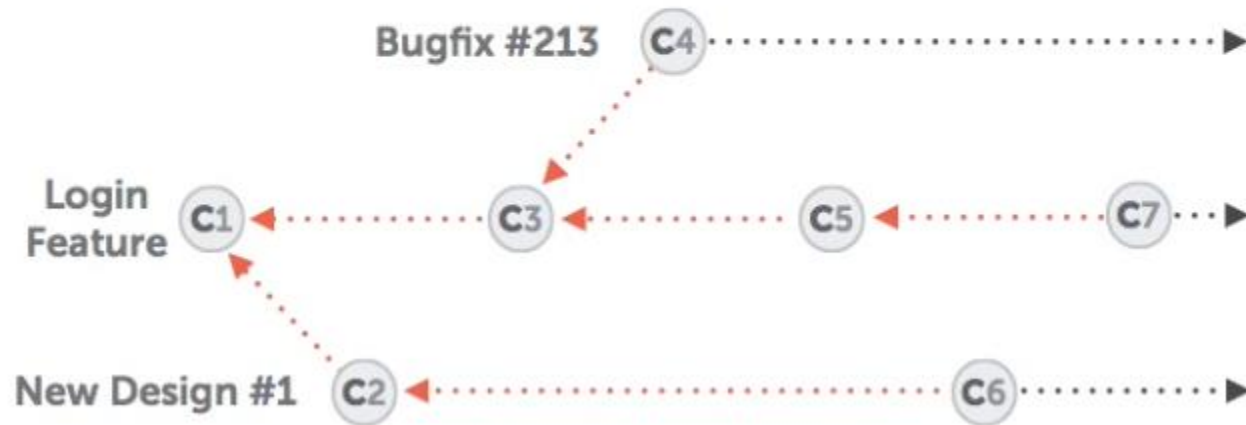 Bugfix #213 C4
Login
Feature
C1 C3 C5 C7
New Design #1 C2 C6